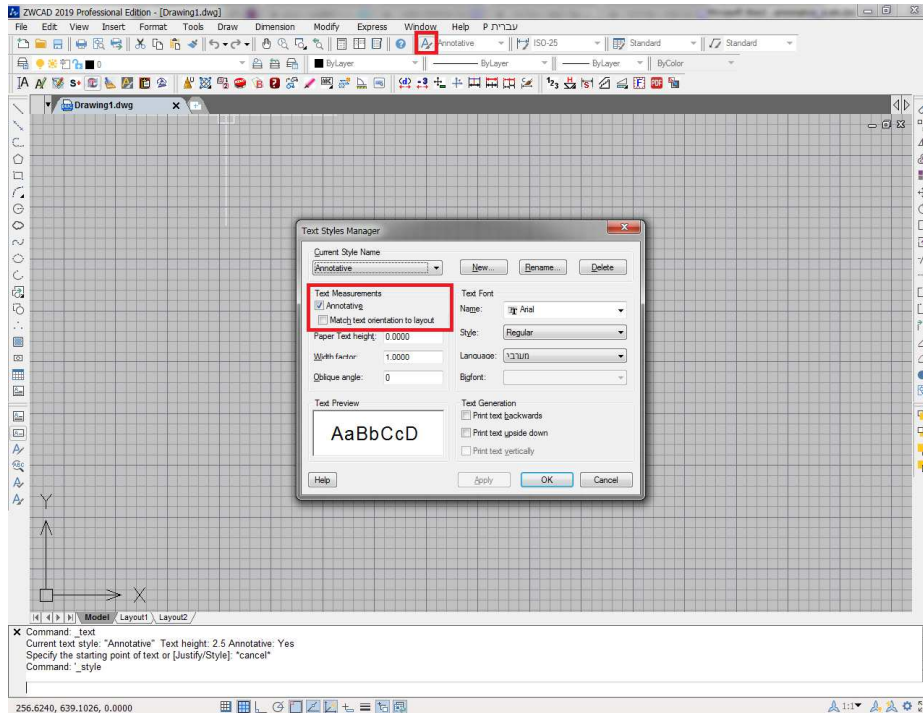 ZWCAD 2019 Professional Edition - [Drawing1.dwg]
File Edit View Insert Format Tools Draw Dimension Modify Express Window Help P עברית
Annotative ISO-25 Standard Standard
0 ByLayer ByLayer ByLayer ByColor
Drawing1.dwg
Text Styles Manager
Current Style Name
Annotative New... Rename... Delete
Text Measurements Text Font
Annotative Name: Arial
Match text orientation to layout
Paper Text height: 0.0000 Style: Regular
Width factor: 1.0000 Language: מערבי
Oblique angle: 0 Bigfont:
Text Preview Text Generation
Print text backwards
AaBbCcD Print text upside down
Print text vertically
Help Apply OK Cancel
Y
X
Model Layout1 Layout2
Command: _text
Current text style: "Annotative" Text height: 2.5 Annotative: Yes
Specify the starting point of text or [Justify/Style]: *cancel*
Command: '_style
256.6240, 639.1026, 0.0000 1:1